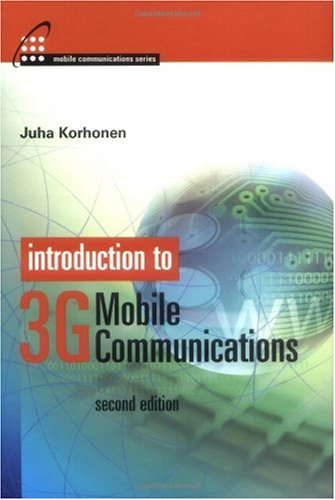 mobile communications series
Juha Korhonen
introduction to
3G Mobile
Communications
second edition